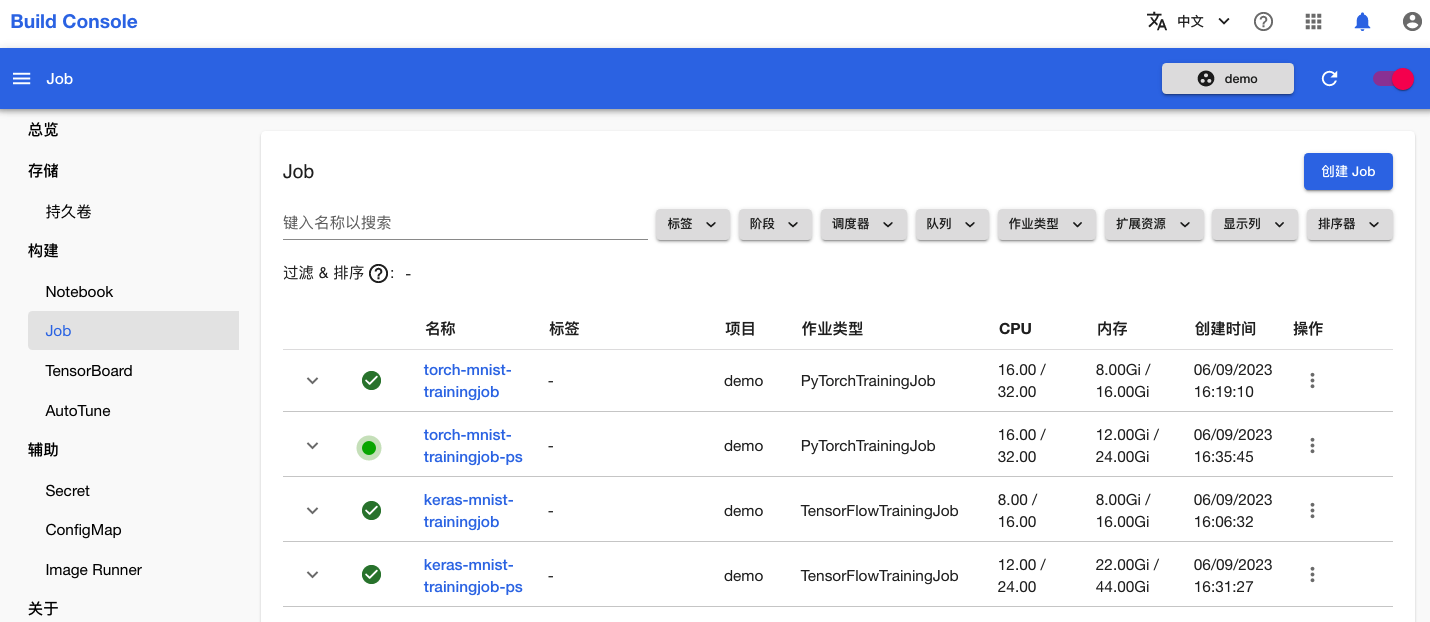 Build Console
中文
Job
demo
总览
存储
持久卷
构建
Notebook
Job
TensorBoard
AutoTune
辅助
Secret
ConfigMap
Image Runner
关于
Job
创建 Job
键入名称以搜索
标签 阶段 调度器 队列 作业类型 扩展资源 显示列 排序器
过滤 & 排序 ?: -
名称 标签 项目 作业类型 CPU 内存 创建时间 操作
torch-mnist- 16.00 / 8.00Gi / 06/09/2023
- demo PyTorchTrainingJob
trainingjob 32.00 16.00Gi 16:19:10
torch-mnist- 16.00 / 12.00Gi / 06/09/2023
- demo PyTorchTrainingJob
trainingjob-ps 32.00 24.00Gi 16:35:45
keras-mnist- 8.00 / 8.00Gi / 06/09/2023
- demo TensorFlowTrainingJob
trainingjob 16.00 16.00Gi 16:06:32
keras-mnist- 12.00 / 22.00Gi / 06/09/2023
- demo TensorFlowTrainingJob
trainingjob-ps 24.00 44.00Gi 16:31:27